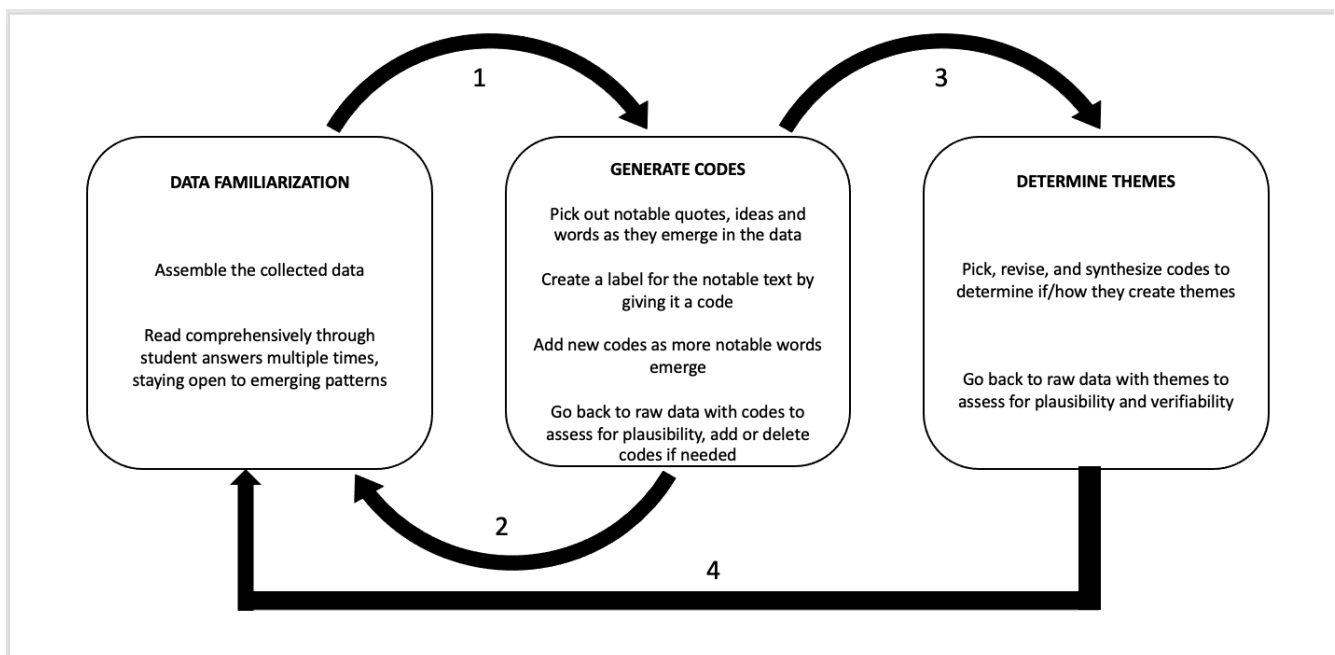 1
3
DATA FAMILIARIZATION
Assemble the collected data
Read comprehensively through
student answers multiple times,
staying open to emerging patterns
GENERATE CODES
Pick out notable quotes, ideas and
words as they emerge in the data
Create a label for the notable text by
giving it a code
Add new codes as more notable words
emerge
Go back to raw data with codes to
assess for plausibility, add or delete
codes if needed
DETERMINE THEMES
Pick, revise, and synthesize codes to
determine if/how they create themes
Go back to raw data with themes to
assess for plausibility and verifiability
2
4